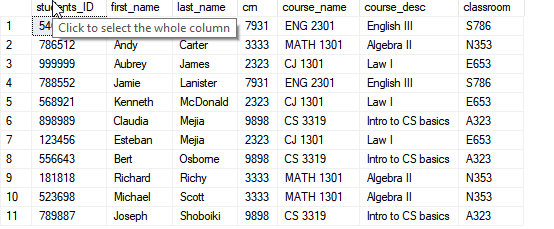 students_ID first_name last_name crn course_name course_desc classroom
1 54 Click to select the whole column 7931 ENG 2301 English III S786
2 786512 Andy Carter 3333 MATH 1301 Algebra II N353
3 999999 Aubrey James 2323 CJ 1301 Law I E653
4 788552 Jamie Lanister 7931 ENG 2301 English III S786
5 568921 Kenneth McDonald 2323 CJ 1301 Law I E653
6 898989 Claudia Mejia 9898 CS 3319 Intro to CS basics A323
7 123456 Esteban Mejia 2323 CJ 1301 Law I E653
8 556643 Bert Osborne 9898 CS 3319 Intro to CS basics A323
9 181818 Richard Richy 3333 MATH 1301 Algebra II N353
10 523698 Michael Scott 3333 MATH 1301 Algebra II N353
11 789887 Joseph Shoboiki 9898 CS 3319 Intro to CS basics A323